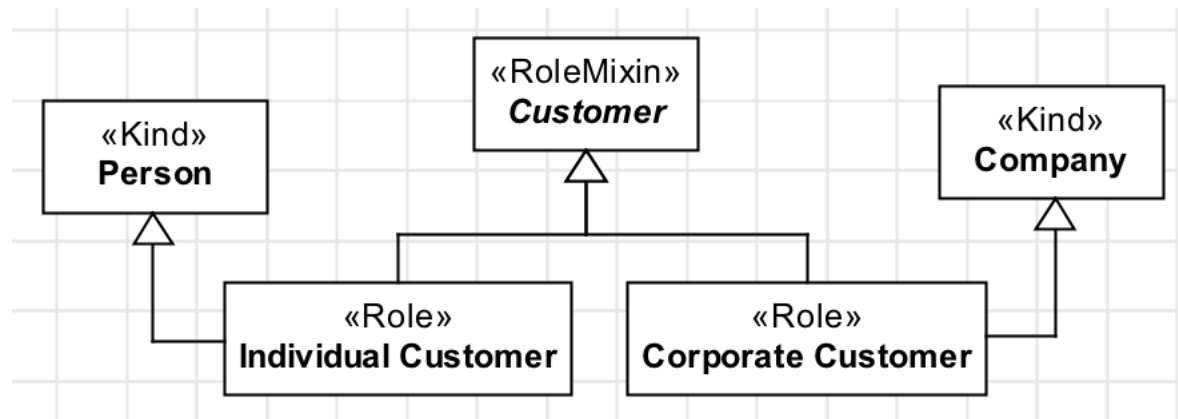 «RoleMixin»
Customer
«Kind»
Person
«Kind»
Company
«Role»
Individual Customer
«Role»
Corporate Customer